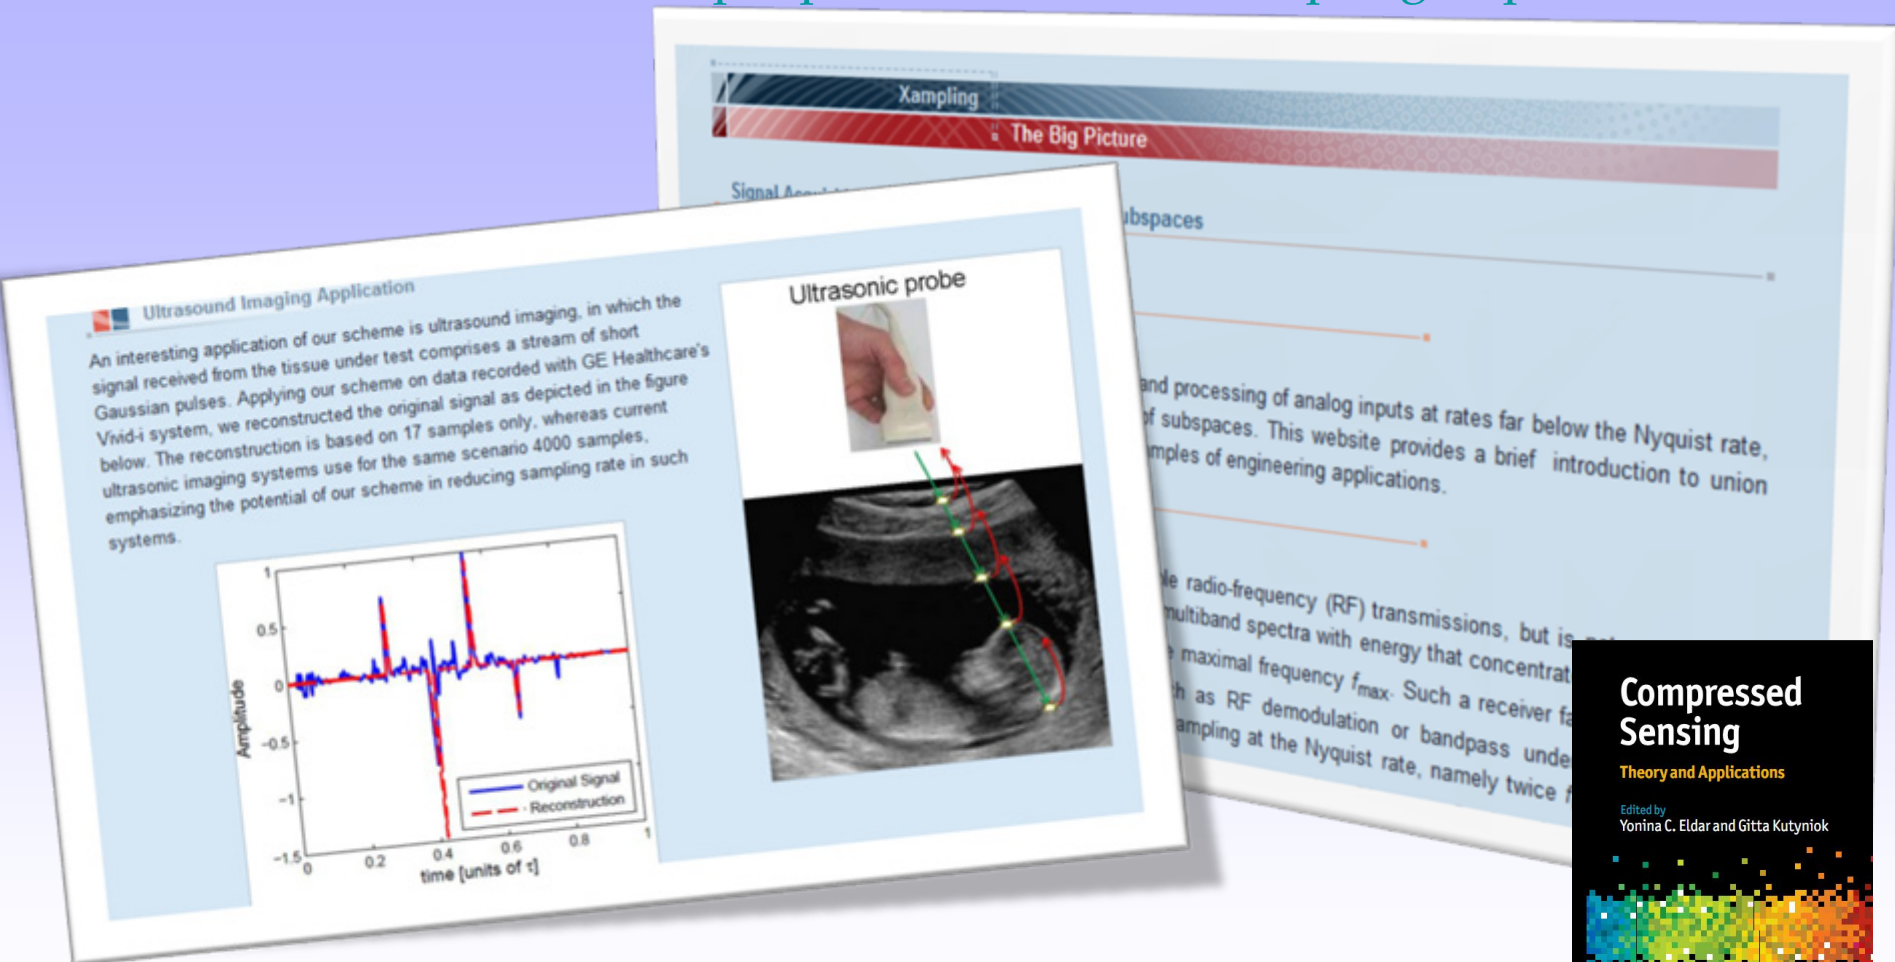 Xampling
The Big Picture
Signal
ubspaces
and processing of analog inputs at rates far below the Nyquist rate,
of subspaces. This website provides a brief introduction to union
mples of engineering applications.
le radio-frequency (RF) transmissions, but is
multiband spectra with energy that concentrat
maximal frequency fmax. Such a receiver fa
h as RF demodulation or bandpass unde
ampling at the Nyquist rate, namely twice f
Ultrasound Imaging Application
An interesting application of our scheme is ultrasound imaging, in which the
signal received from the tissue under test comprises a stream of short
Gaussian pulses. Applying our scheme on data recorded with GE Healthcare's
Vivid-i system, we reconstructed the original signal as depicted in the figure
below. The reconstruction is based on 17 samples only, whereas current
ultrasonic imaging systems use for the same scenario 4000 samples,
emphasizing the potential of our scheme in reducing sampling rate in such
systems.
Ultrasonic probe
1
0.5
0
-0.5
-1
-1.5
Amplitude
0 0.2 0.4 0.6 0.8 1
time [units of τ]
Original Signal
Reconstruction
Compressed
Sensing
Theory and Applications
Edited by
Yonina C. Eldar and Gitta Kutyniok